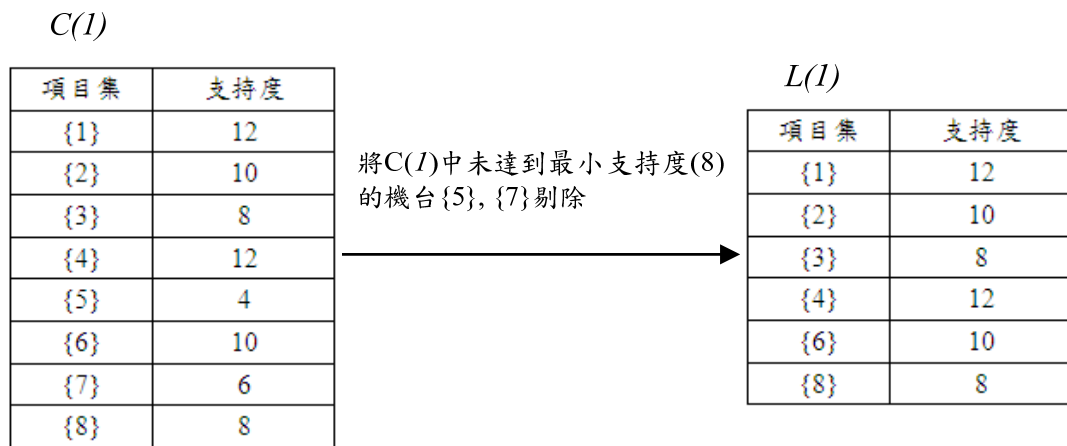 C(1)
項目集 支持度
{1} 12
{2} 10
{3} 8
{4} 12
{5} 4
{6} 10
{7} 6
{8} 8
將C(1)中未達到最小支持度(8)
的機台{5}, {7}剔除
L(1)
項目集 支持度
{1} 12
{2} 10
{3} 8
{4} 12
{6} 10
{8} 8